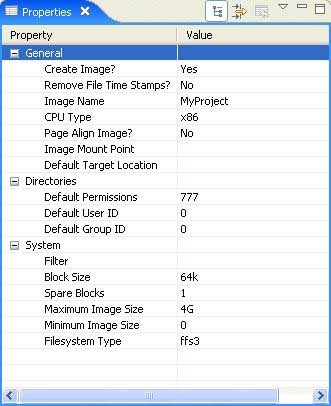 Properties
Property Value
General
Create Image? Yes
Remove File Time Stamps? No
Image Name MyProject
CPU Type x86
Page Align Image? No
Image Mount Point
Default Target Location
Directories
Default Permissions 777
Default User ID 0
Default Group ID 0
System
Filter
Block Size 64k
Spare Blocks 1
Maximum Image Size 4G
Minimum Image Size 0
Filesystem Type ffs3